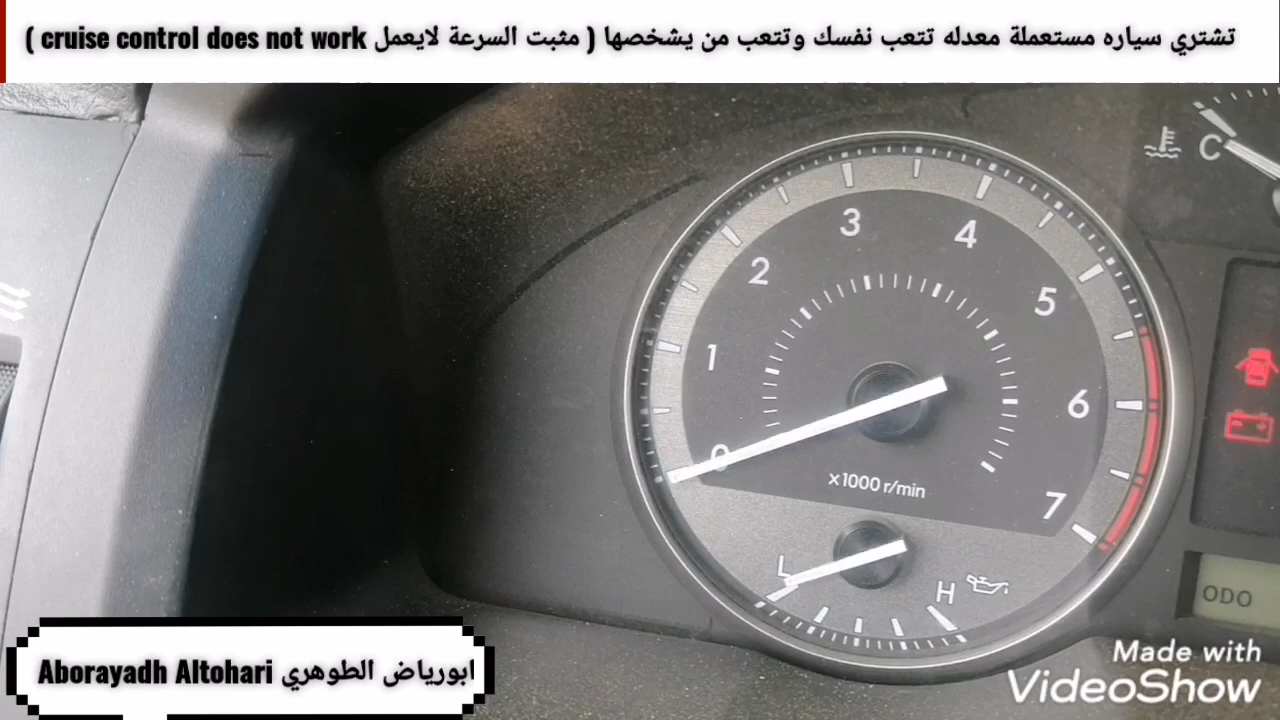 تشتري سياره مستعملة معدله تتعب نفسك وتتعب من يشخصها ( مثبت السرعة لايعمل cruise control does not work )
C
3
4
2
5
1
6
0
x1000 r/min
7
L
H
ODO
Aborayadh Altohari ابورياض الطوهري
Made with
VideoShow